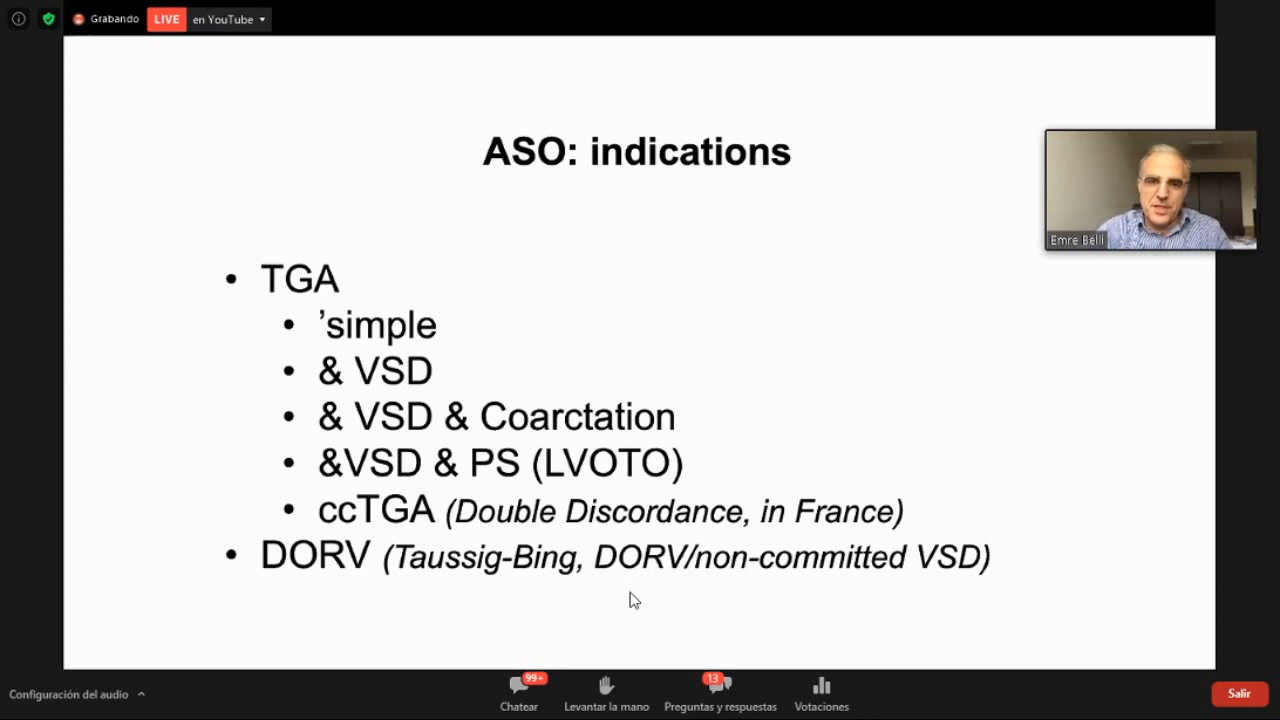 Grabando LIVE en YouTube
ASO: indications
Emre Belli
• TGA
• ’simple
• & VSD
• & VSD & Coarctation
• &VSD & PS (LVOTO)
• ccTGA (Double Discordance, in France)
• DORV (Taussig-Bing, DORV/non-committed VSD)
Configuración del audio
99+
13
Chatear
Levantar la mano
Preguntas y respuestas
Votaciones
Salir